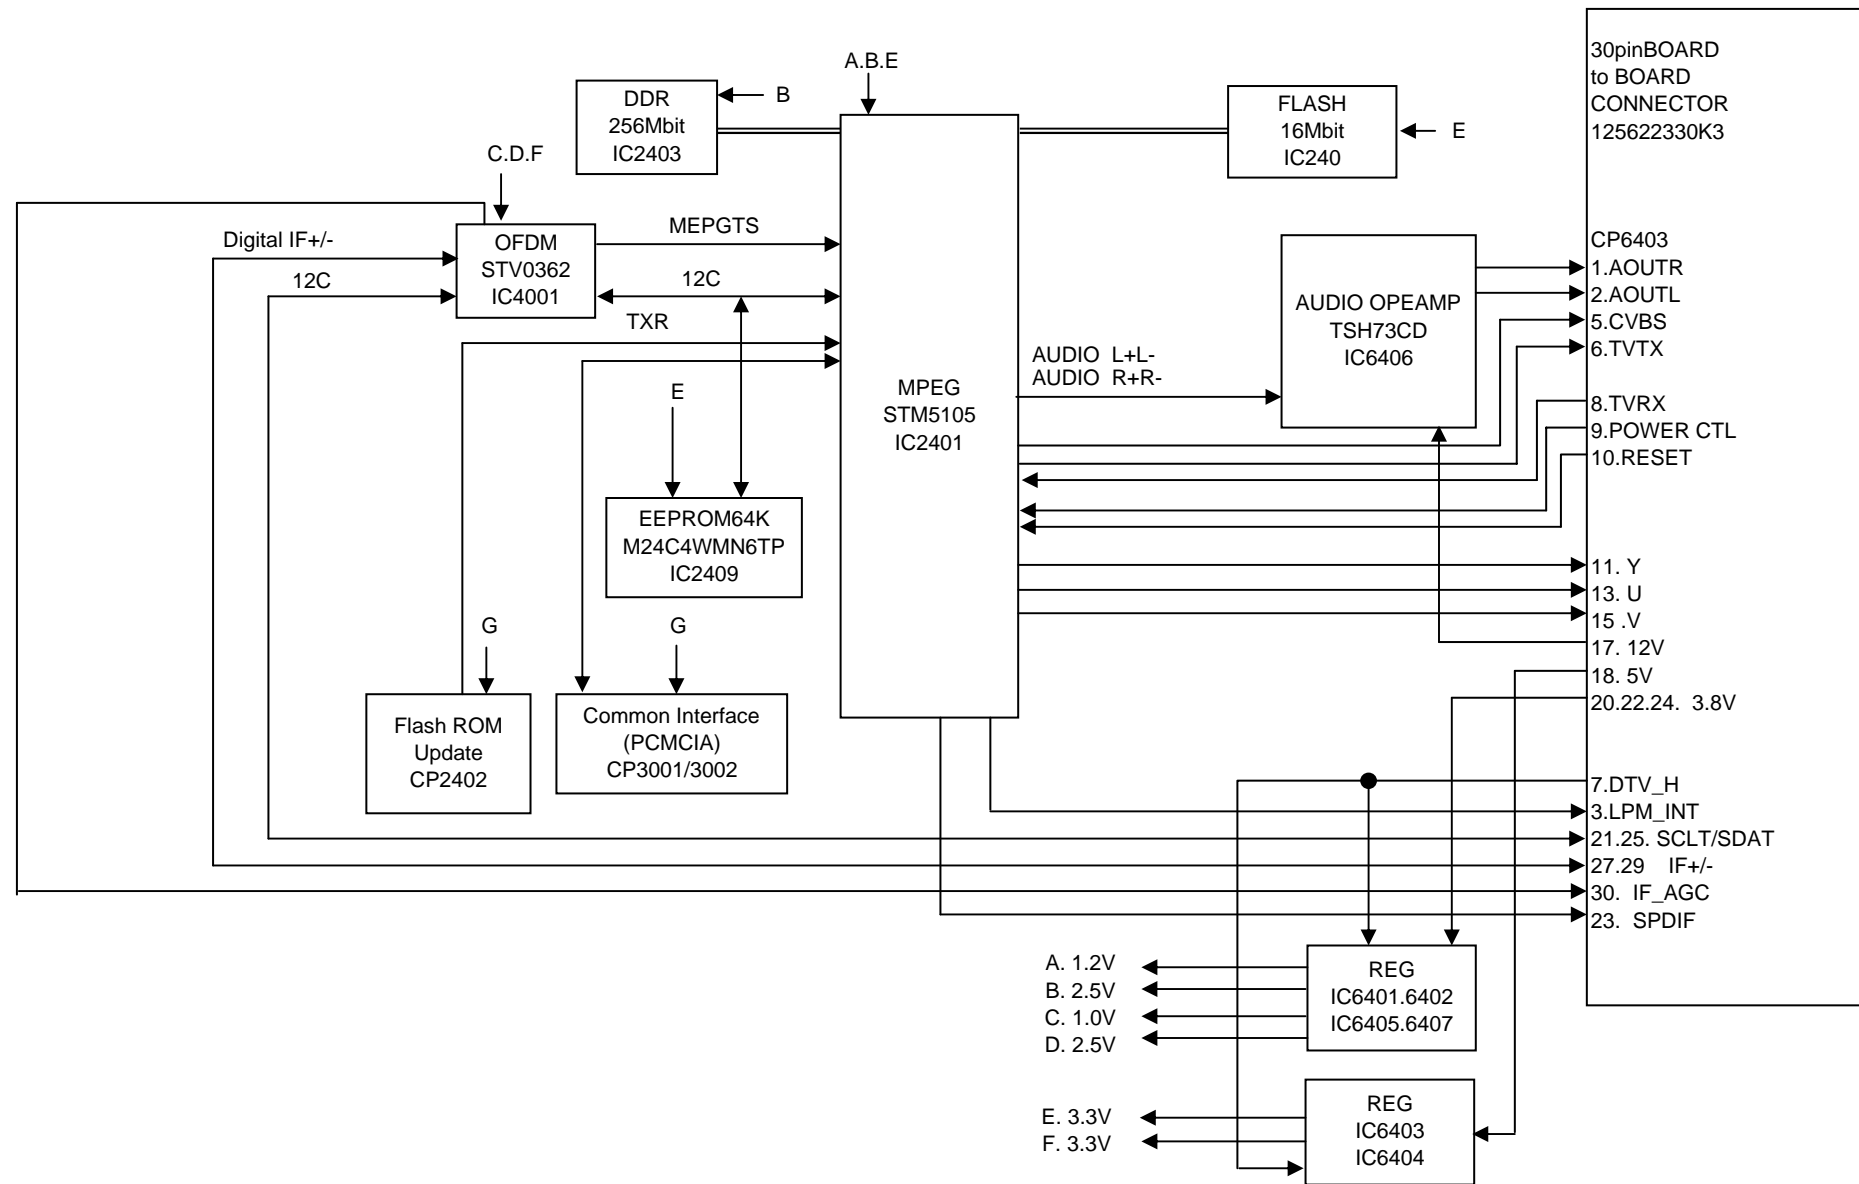 A.B.E
DDR
256Mbit
IC2403
B
FLASH
16Mbit
IC240
E
30pinBOARD
to BOARD
CONNECTOR
125622330K3
C.D.F
Digital IF+/-
12C
OFDM
STV0362
IC4001
MEPGTS
12C
TXR
E
EEPROM64K
M24C4WMN6TP
IC2409
G
Flash ROM
Update
CP2402
G
Common Interface
(PCMCIA)
CP3001/3002
MPEG
STM5105
IC2401
AUDIO L+L-
AUDIO R+R-
AUDIO OPEAMP
TSH73CD
IC6406
CP6403
1.AOUTR
2.AOUTL
5.CVBS
6.TVTX
8.TVRX
9.POWER CTL
10.RESET
11. Y
13. U
15 .V
17. 12V
18. 5V
20.22.24. 3.8V
7.DTV_H
3.LPM_INT
21.25. SCLT/SDAT
27.29 IF+/-
30. IF_AGC
23. SPDIF
A. 1.2V
B. 2.5V
C. 1.0V
D. 2.5V
REG
IC6401.6402
IC6405.6407
E. 3.3V
F. 3.3V
REG
IC6403
IC6404